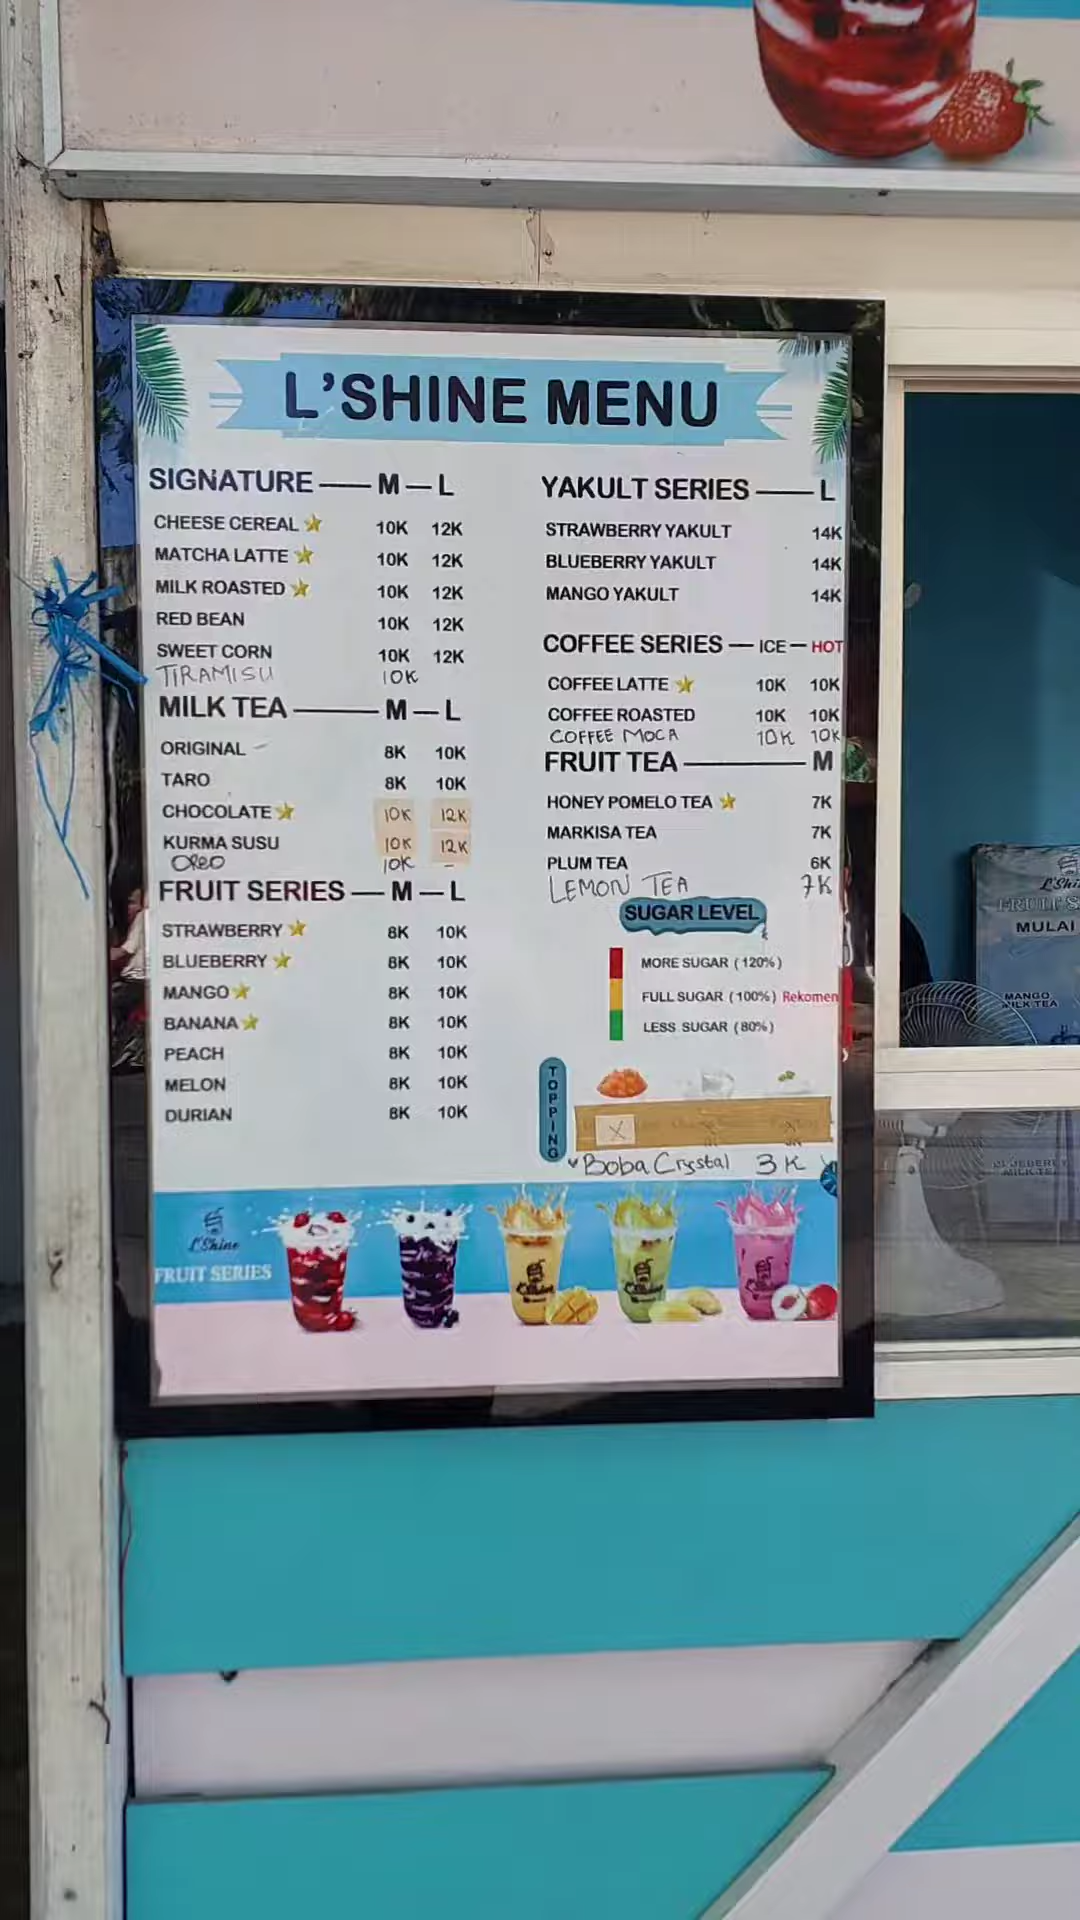 L'SHINE MENU
SIGNATURE M L
CHEESE CEREAL 10K 12K
MATCHA LATTE 10K 12K
MILK ROASTED 10K 12K
RED BEAN 10K 12K
SWEET CORN 10K 12K
TIRAMISU 10K
MILK TEA M L
ORIGINAL 8K 10K
TARO 8K 10K
CHOCOLATE 10K 12K
KURMA SUSU 10K 12K
OREO 10K -
FRUIT SERIES M L
STRAWBERRY 8K 10K
BLUEBERRY 8K 10K
MANGO 8K 10K
BANANA 8K 10K
PEACH 8K 10K
MELON 8K 10K
DURIAN 8K 10K
YAKULT SERIES L
STRAWBERRY YAKULT 14K
BLUEBERRY YAKULT 14K
MANGO YAKULT 14K
COFFEE SERIES ICE HOT
COFFEE LATTE 10K 10K
COFFEE ROASTED 10K 10K
COFFEE MOCA 10K 10K
FRUIT TEA M
HONEY POMELO TEA 7K
MARKISA TEA 7K
PLUM TEA 6K
LEMON TEA 7K
SUGAR LEVEL
MORE SUGAR (120%)
FULL SUGAR (100%) Rekomen
LESS SUGAR (80%)
TOPPING
X
Boba Crystal 3K
L'Shine
FRUIT SERIES
L'Shi
FRUIT S
MULAI
MANGO
MILK TEA